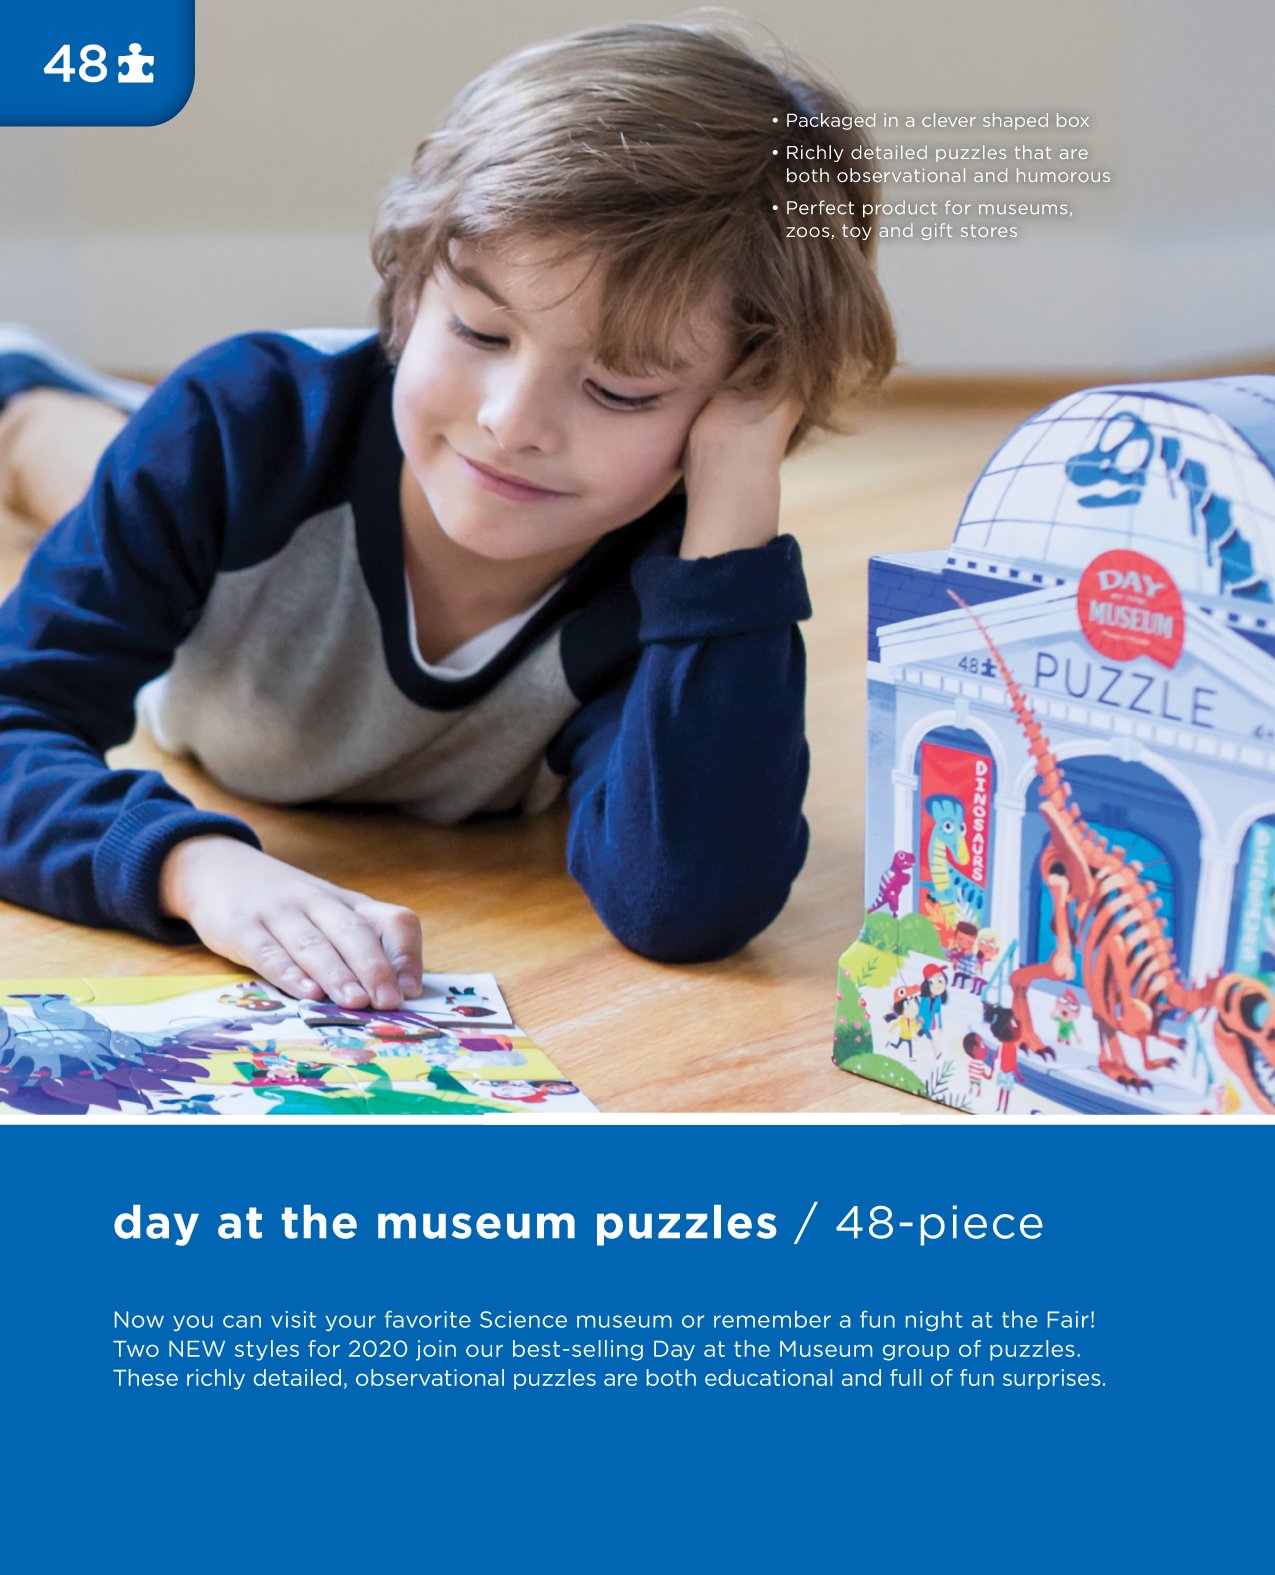 48
• Packaged in a clever shaped box
• Richly detailed puzzles that are
both observational and humorous
• Perfect product for museums,
zoos, toy and gift stores
DAY
AT THE
MUSEUM
48
PUZZLE
DINOSAURS
day at the museum puzzles / 48-piece
Now you can visit your favorite Science museum or remember a fun night at the Fair!
Two NEW styles for 2020 join our best-selling Day at the Museum group of puzzles.
These richly detailed, observational puzzles are both educational and full of fun surprises.